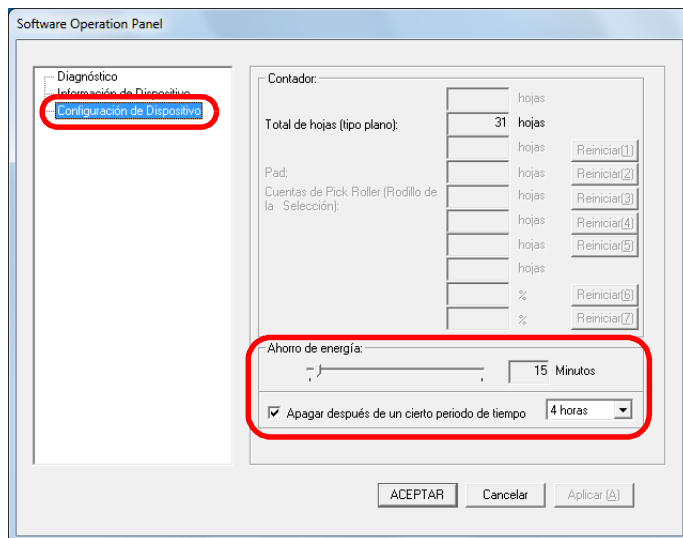 Software Operation Panel
Diagnóstico
Información de Dispositivo
Configuración de Dispositivo
Contador:
hojas
Total de hojas (tipo plano): 31 hojas
hojas Reiniciar(1)
Pad: hojas Reiniciar(2)
Cuentas de Pick Roller (Rodillo de la Selección): hojas Reiniciar(3)
hojas Reiniciar(4)
hojas Reiniciar(5)
hojas
% Reiniciar(6)
% Reiniciar(7)
Ahorro de energía:
15 Minutos
Apagar después de un cierto periodo de tiempo 4 horas
ACEPTAR Cancelar Aplicar (A)